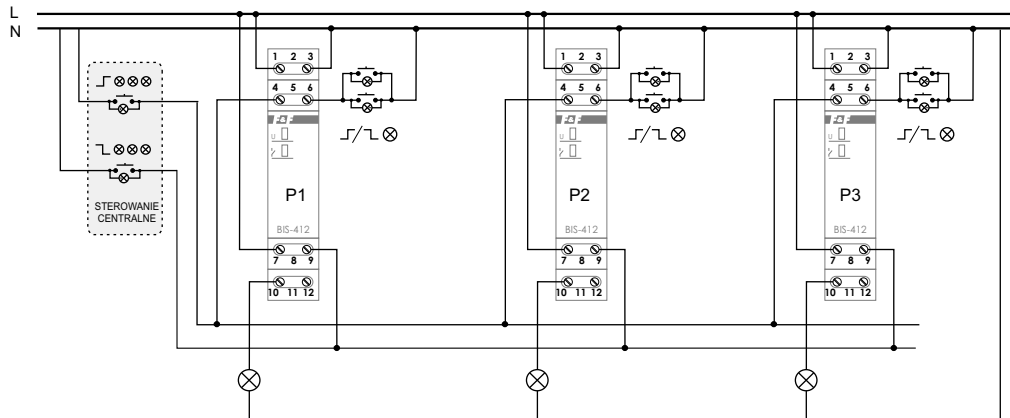 L
N
1 2 3
4 5 6
F&F
U
P1
BIS-412
7 8 9
10 11 12
1 2 3
4 5 6
F&F
U
P2
BIS-412
7 8 9
10 11 12
1 2 3
4 5 6
F&F
U
P3
BIS-412
7 8 9
10 11 12
STEROWANIE
CENTRALNE